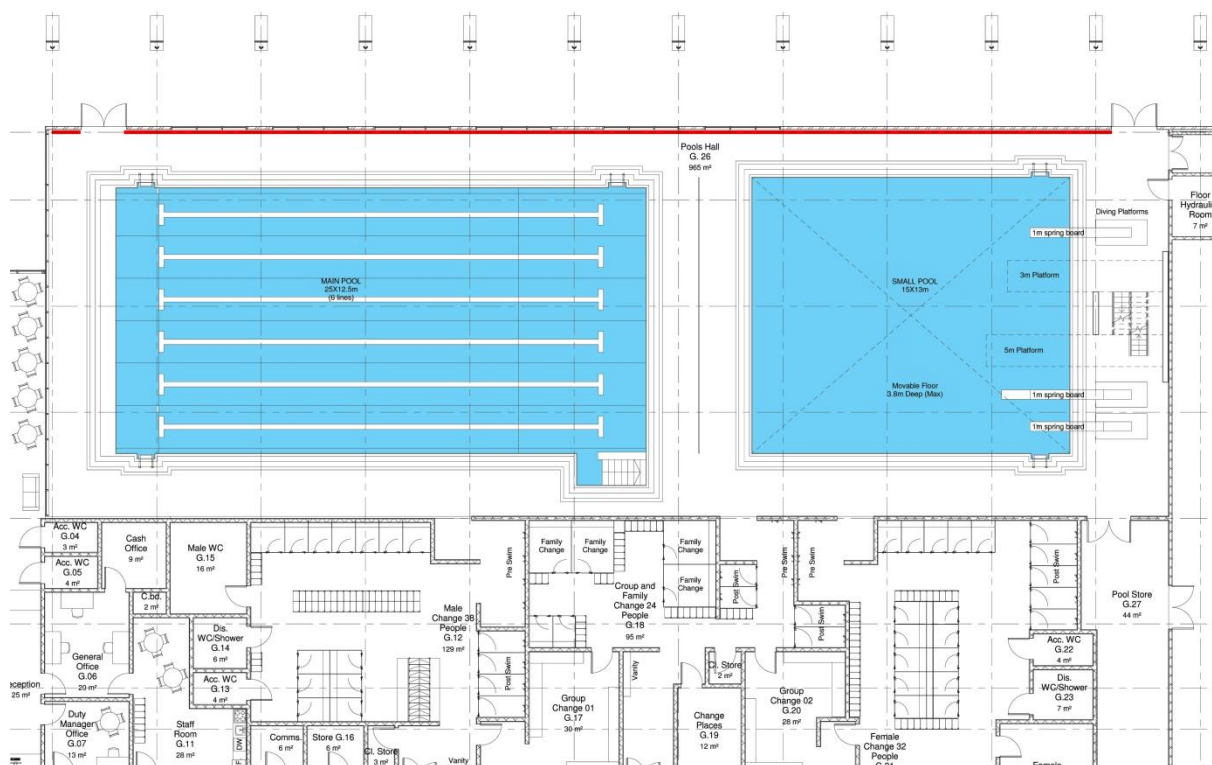 Pools Hall
G. 26
965 m²
Floor
Hydrauli
Room
7 m²
Diving Platforms
1m spring board
3m Platform
MAIN POOL
25X12.5m
(6 lines)
SMALL POOL
15X13m
5m Platform
Movable Floor
3.8m Deep (Max)
1m spring board
1m spring board
Acc. WC
G.04
3 m²
Acc. WC
G.05
4 m²
Cash
Office
9 m²
Male WC
G.15
16 m²
C.bd.
2 m²
Dis.
WC/Shower
G.14
6 m²
Acc. WC
G.13
4 m²
General
Office
G.06
20 m²
eception
25 m²
Duty
Manager
Office
G.07
13 m²
Staff
Room
G.11
28 m²
DW
Comms
6 m²
Store G.16
6 m²
Cl. Store
3 m²
Vanity
Male
Change 36
People
G.12
129 m²
Pre Swim
Post Swim
Family
Change
Family
Change
Family
Change
Family
Change
Croup and
Family
Change 24
People
G.18
95 m²
Post Swim
Pre Swim
Pre Swim
Post Swim
Group
Change 01
G.17
30 m²
Vanity
Cl. Store
2 m²
Change
Places
G.19
12 m²
Group
Change 02
G.20
28 m²
Female
Change 32
People
G.21
Post Swim
Pool Store
G.27
44 m²
Acc. WC
G.22
4 m²
Dis.
WC/Shower
G.23
7 m²
Female